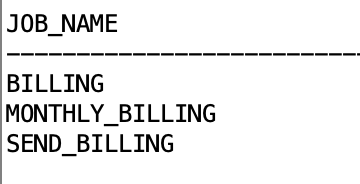 JOB_NAME
--------------------------
BILLING
MONTHLY_BILLING
SEND_BILLING